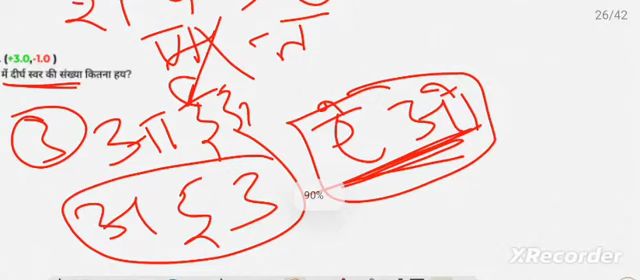 26/42
(+3.0,-1.0 )
में दीर्घ स्वर की संख्या कितना हय?
3 आ
ऐ औ
अ इ उ
90%
XRecorder